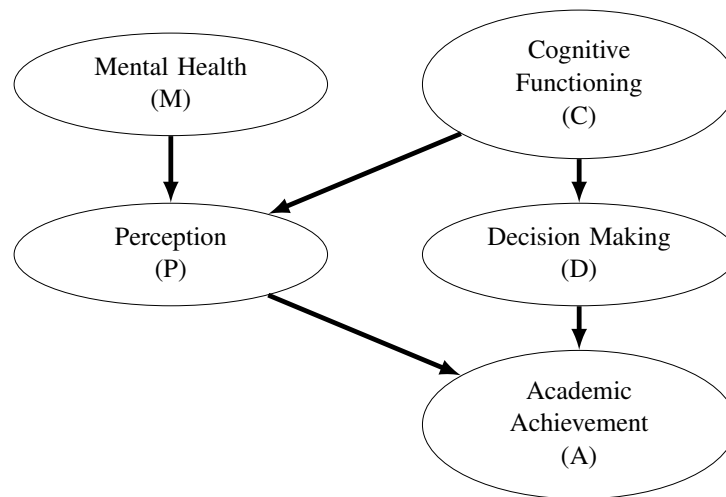 Mental Health
(M)
Cognitive
Functioning
(C)
Perception
(P)
Decision Making
(D)
Academic
Achievement
(A)